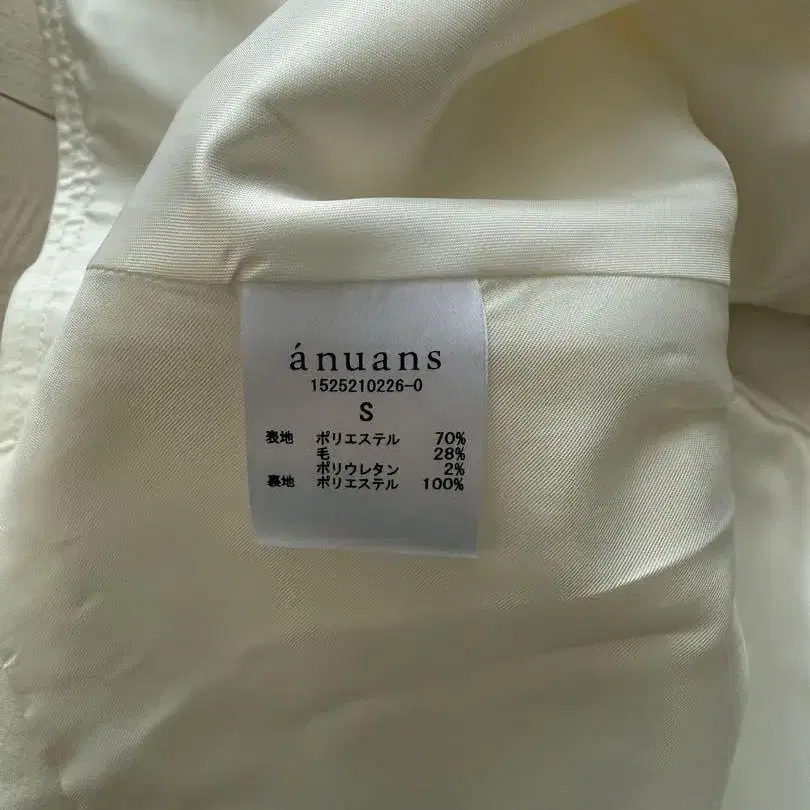 ánuans
1525210226-0
S
表地 ポリエステル 70%
毛 28%
ポリウレタン 2%
裏地 ポリエステル 100%